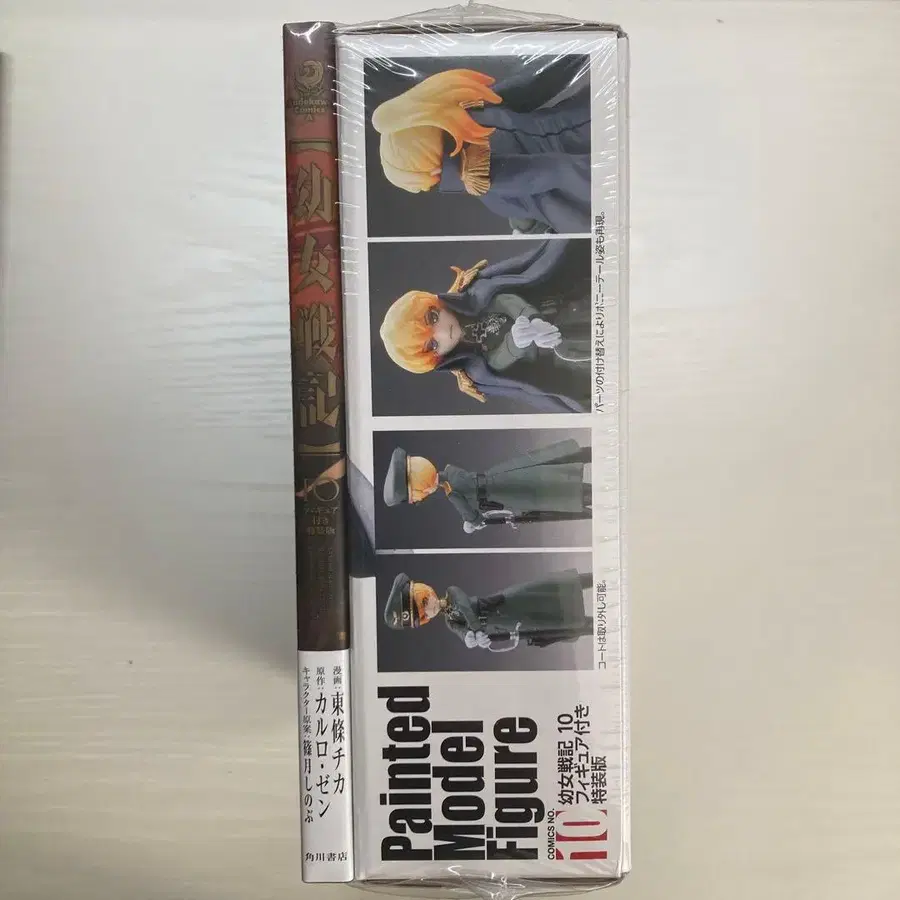 Kadokawa
Comics
A
幼女戦記
10
フィギュア
付き
特装版
漫画：東條チカ
原作：カルロ・ゼン
キャラクター原案：篠月しのぶ
角川書店
パーツの付け替えによりポニーテール姿も再現。
コートは取り外し可能。
Painted
Model
Figure
COMICS NO.
10
幼女戦記 10
フィギュア付き
特装版